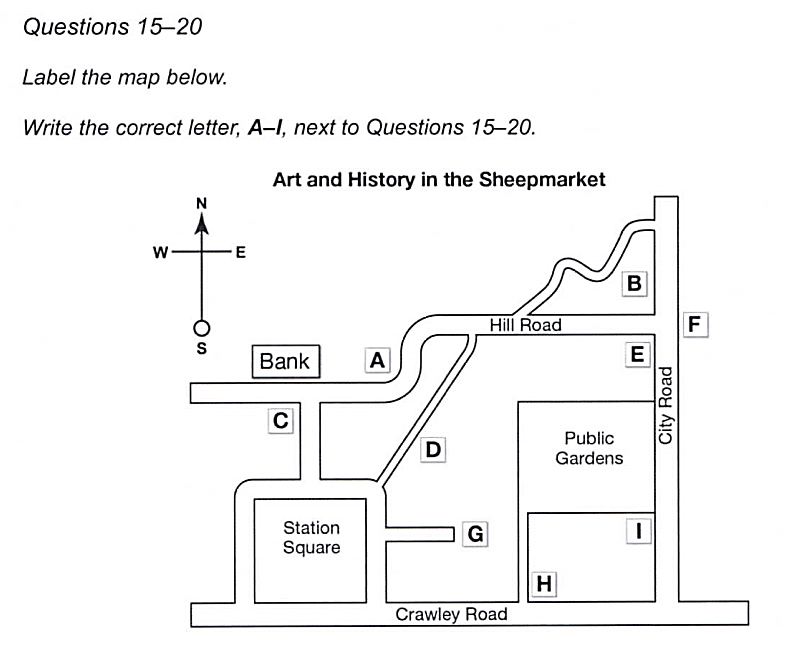 Questions 15–20
Label the map below.
Write the correct letter, A–I, next to Questions 15–20.
Art and History in the Sheepmarket
N
W
E
S
B
Hill Road
F
Bank
A
E
C
City Road
D
Public
Gardens
Station
Square
G
I
H
Crawley Road